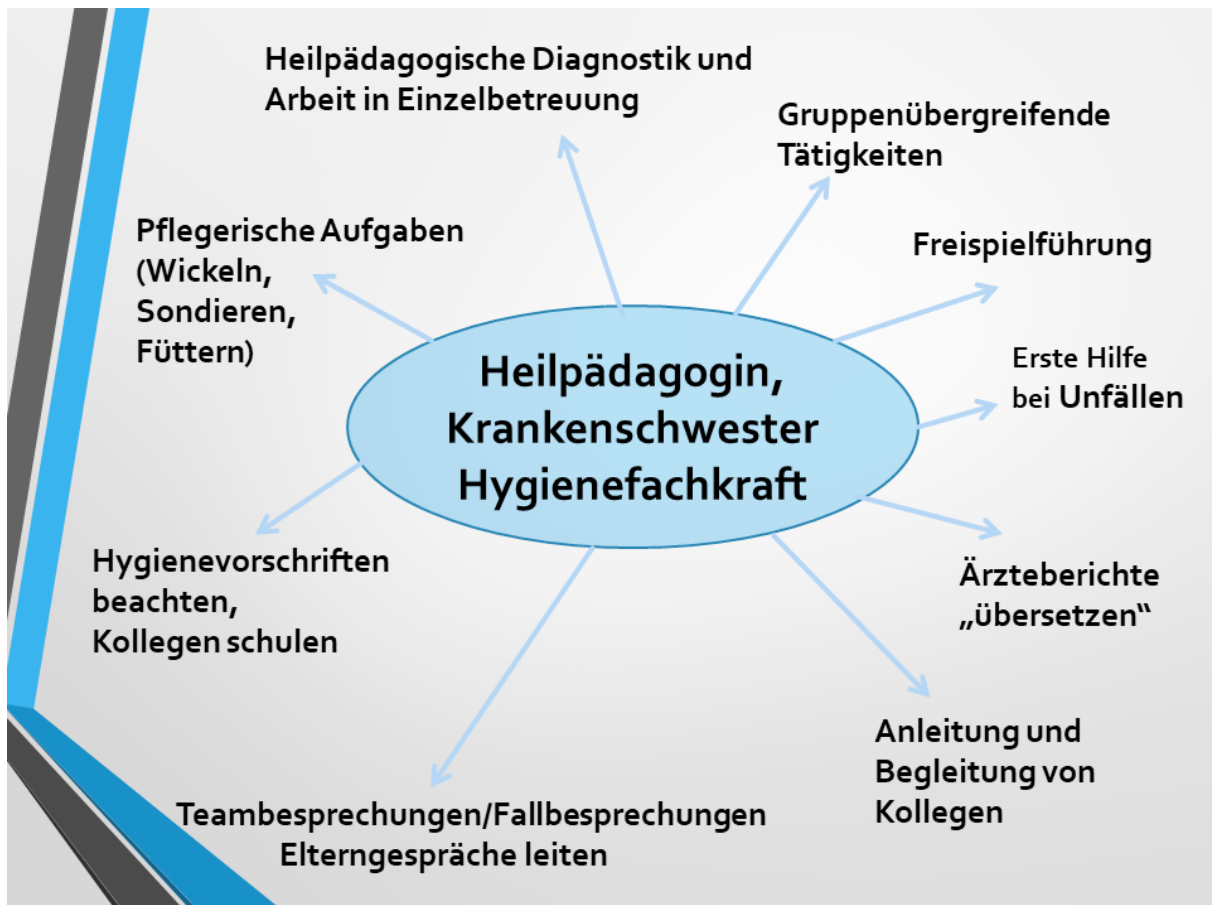 Heilpädagogische Diagnostik und
Arbeit in Einzelbetreuung
Gruppenübergreifende
Tätigkeiten
Pflegerische Aufgaben
(Wickeln,
Sondieren,
Füttern)
Freispielführung
Erste Hilfe
bei Unfällen
Heilpädagogin,
Krankenschwester
Hygienefachkraft
Hygienevorschriften
beachten,
Kollegen schulen
Ärzteberichte
„übersetzen“
Anleitung und
Begleitung von
Kollegen
Teambesprechungen/Fallbesprechungen
Elterngespräche leiten